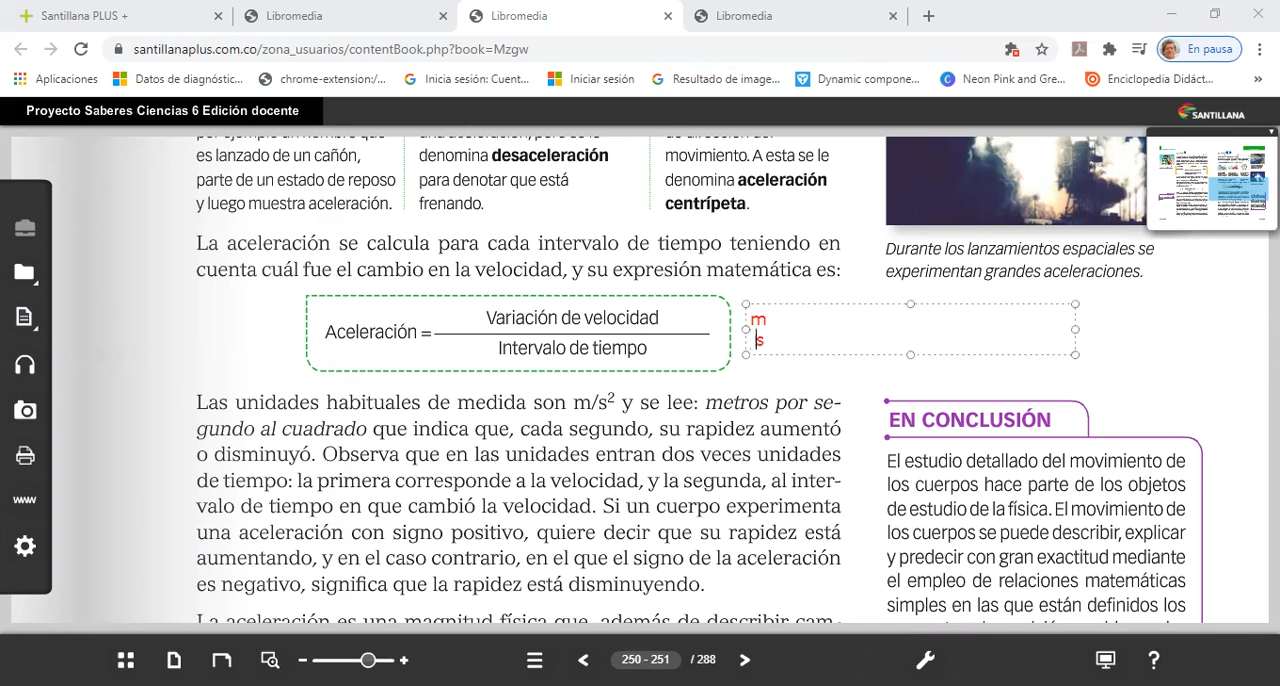 Santillana PLUS +
Libromedia
Libromedia
Libromedia
santillanaplus.com.co/zona_usuarios/contentBook.php?book=Mzgw
En pausa
Aplicaciones
Datos de diagnóstic...
chrome-extension:/...
Inicia sesión: Cuent...
Iniciar sesión
Resultado de image...
Dynamic compone...
Neon Pink and Gre...
Enciclopedia Didáct...
»
Proyecto Saberes Ciencias 6 Edición docente
SANTILLANA
es lanzado de un cañón,
parte de un estado de reposo
y luego muestra aceleración.
denomina desaceleración
para denotar que está
frenando.
movimiento. A esta se le
denomina aceleración
centrípeta.
La aceleración se calcula para cada intervalo de tiempo teniendo en
cuenta cuál fue el cambio en la velocidad, y su expresión matemática es:
Durante los lanzamientos espaciales se
experimentan grandes aceleraciones.
Variación de velocidad
Aceleración =
Intervalo de tiempo
m
s
Las unidades habituales de medida son m/s² y se lee: metros por se-
gundo al cuadrado que indica que, cada segundo, su rapidez aumentó
o disminuyó. Observa que en las unidades entran dos veces unidades
de tiempo: la primera corresponde a la velocidad, y la segunda, al inter-
valo de tiempo en que cambió la velocidad. Si un cuerpo experimenta
una aceleración con signo positivo, quiere decir que su rapidez está
aumentando, y en el caso contrario, en el que el signo de la aceleración
es negativo, significa que la rapidez está disminuyendo.
La aceleración es una magnitud física que, además de describir cam-
EN CONCLUSIÓN
El estudio detallado del movimiento de
los cuerpos hace parte de los objetos
de estudio de la física. El movimiento de
los cuerpos se puede describir, explicar
y predecir con gran exactitud mediante
el empleo de relaciones matemáticas
simples en las que están definidos los
www
250 - 251 / 288